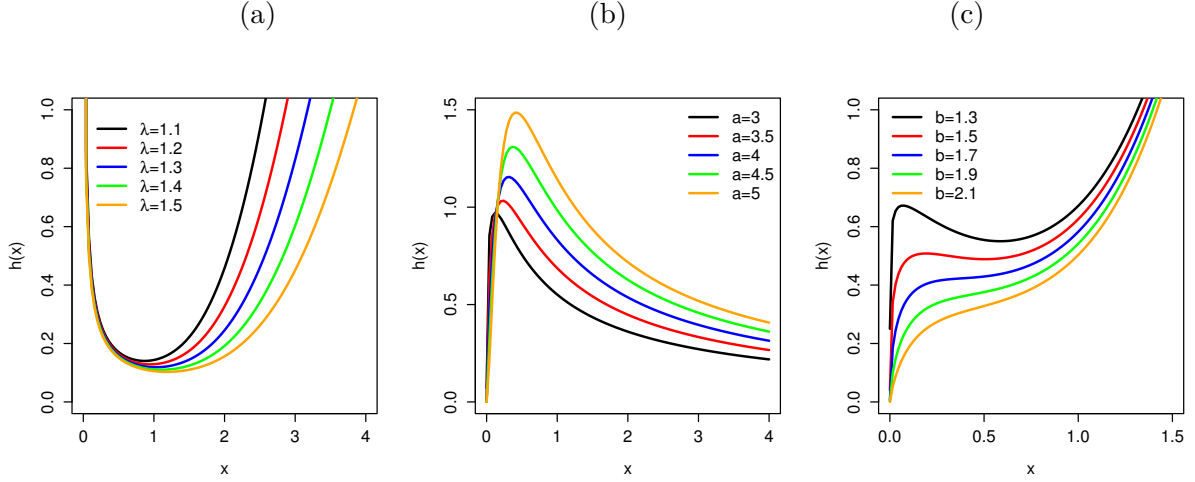 (a)
(b)
(c)
h(x)
0.0
0.2
0.4
0.6
0.8
1.0
λ=1.1
λ=1.2
λ=1.3
λ=1.4
λ=1.5
0
1
2
3
4
x
h(x)
0.0
0.5
1.0
1.5
a=3
a=3.5
a=4
a=4.5
a=5
0
1
2
3
4
x
h(x)
0.0
0.2
0.4
0.6
0.8
1.0
b=1.3
b=1.5
b=1.7
b=1.9
b=2.1
0.0
0.5
1.0
1.5
x